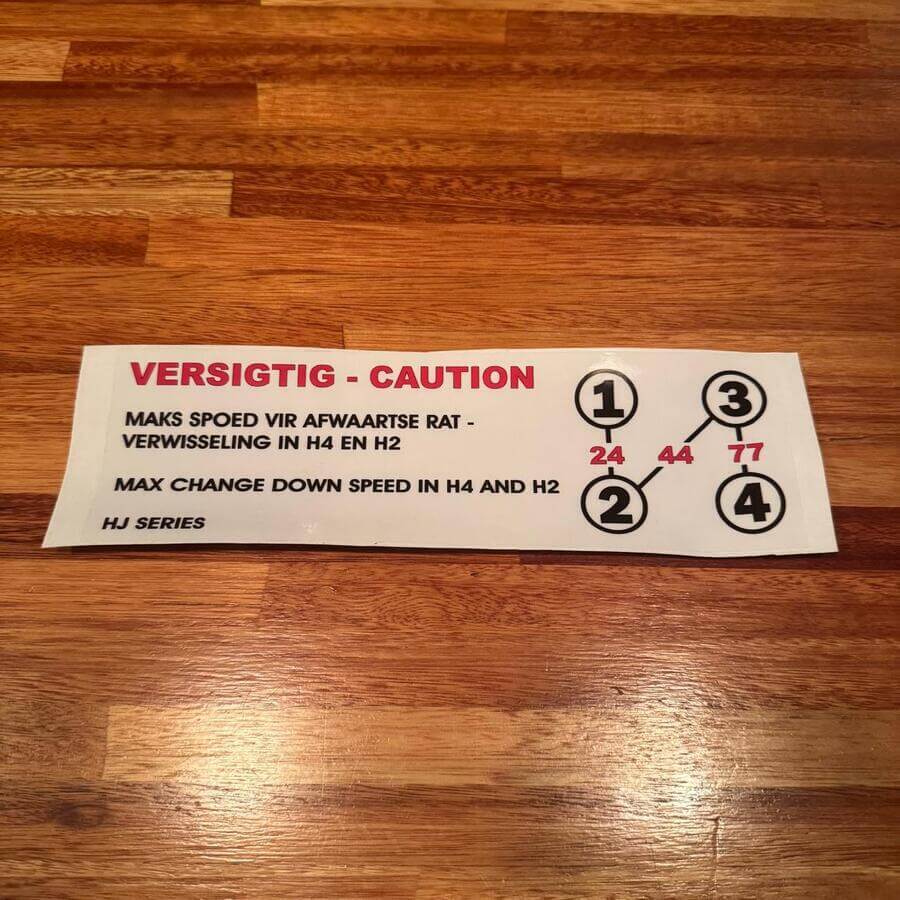 VERSIGTIG - CAUTION
MAKS SPOED VIR AFWAARTSE RAT -
VERWISSELING IN H4 EN H2
MAX CHANGE DOWN SPEED IN H4 AND H2
HJ SERIES
1 3
24 44 77
2 4